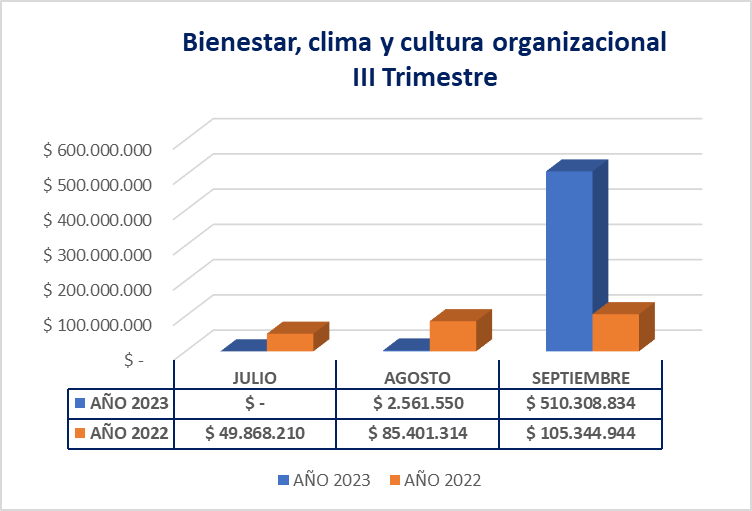 Bienestar, clima y cultura organizacional
III Trimestre
$ 600.000.000
$ 500.000.000
$ 400.000.000
$ 300.000.000
$ 200.000.000
$ 100.000.000
$ -
JULIO AGOSTO SEPTIEMBRE
AÑO 2023 $ - $ 2.561.550 $ 510.308.834
AÑO 2022 $ 49.868.210 $ 85.401.314 $ 105.344.944
AÑO 2023 AÑO 2022